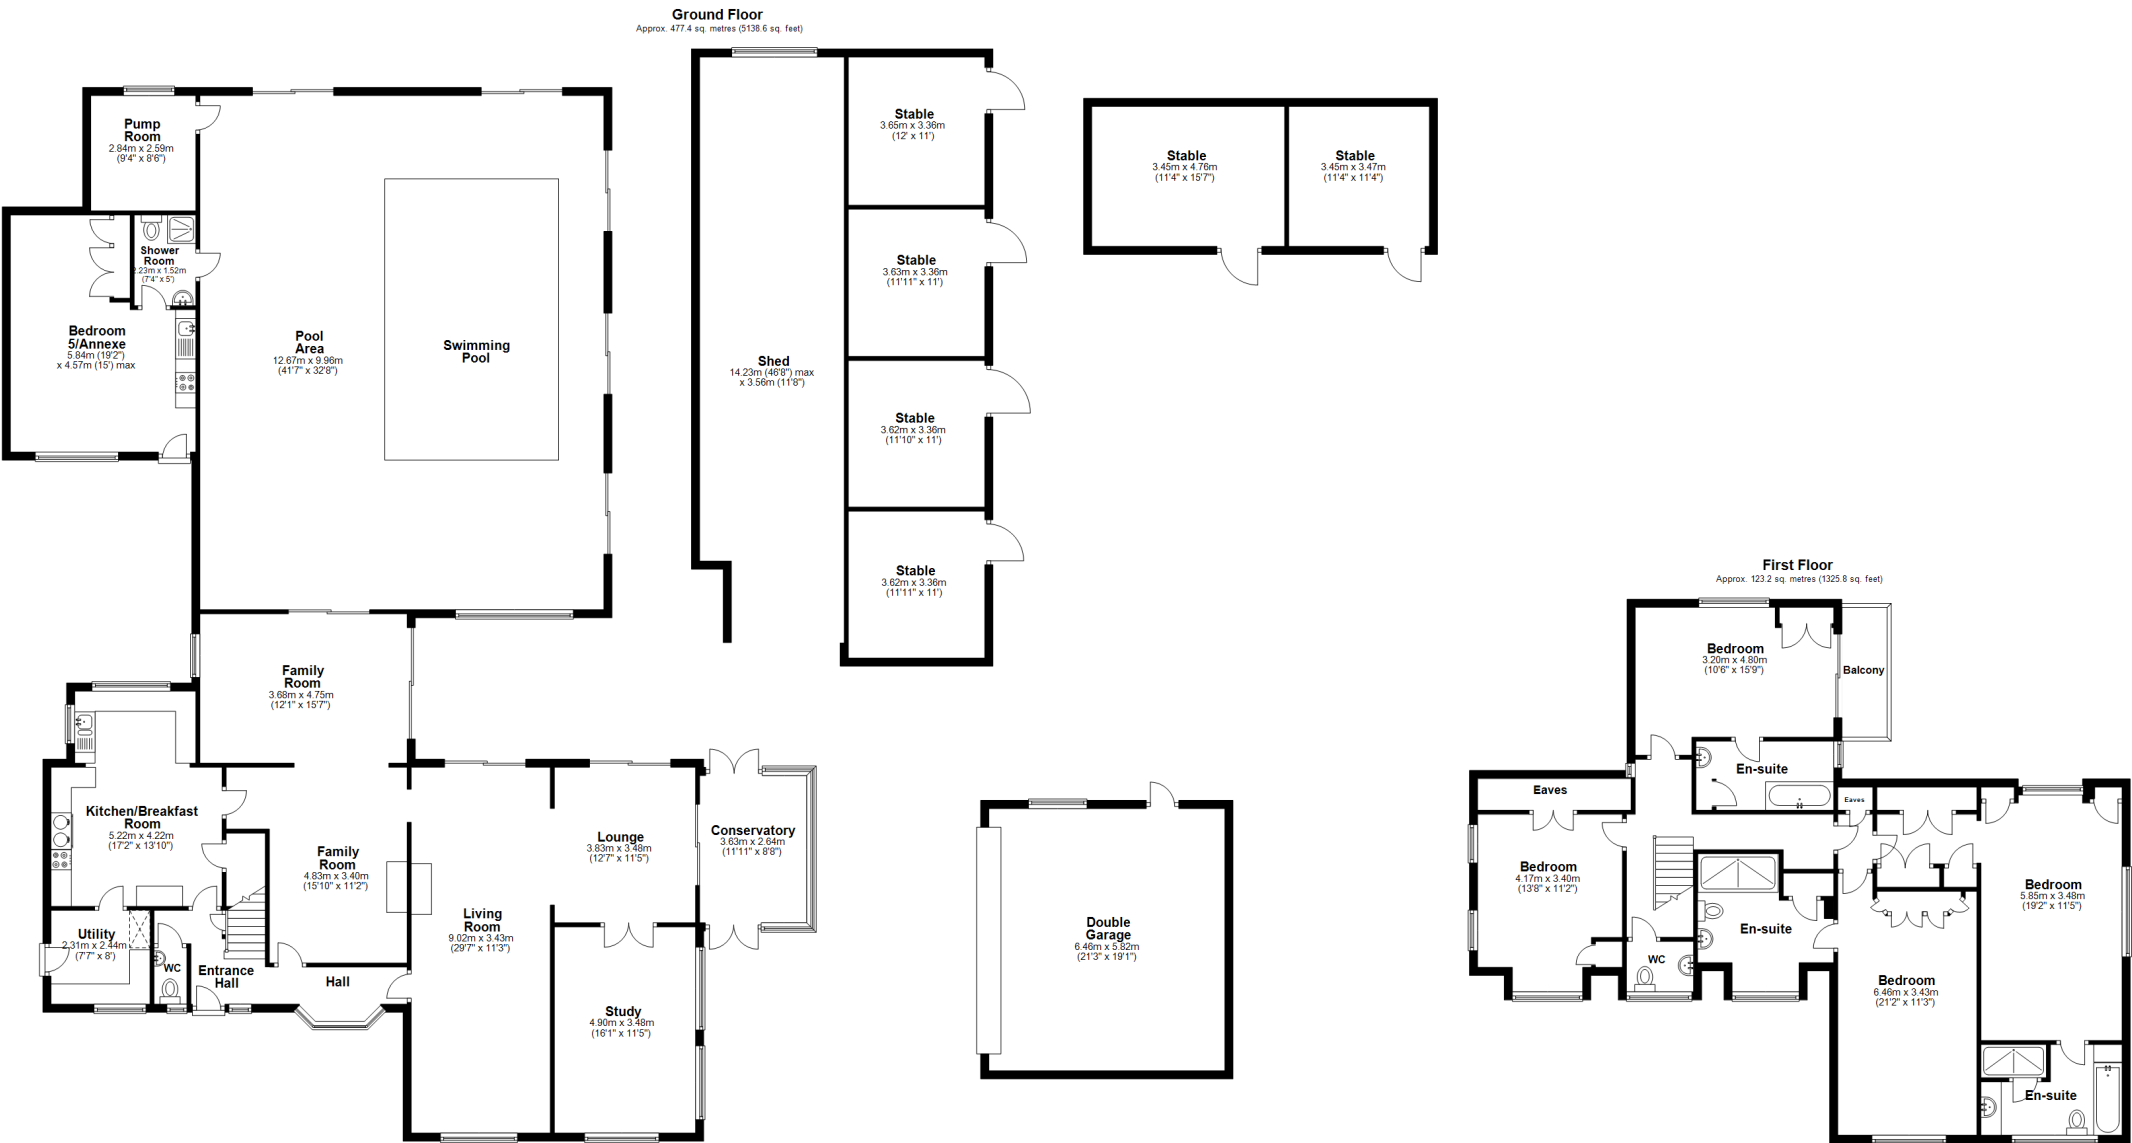 Ground Floor
Approx. 477.4 sq. metres (5138.6 sq. feet)
Pump
Room
2.84m x 2.59m
(9'4" x 8'6")
Shower
Room
2.23m x 1.52m
(7'4" x 5')
Bedroom
5/Annexe
5.84m (19'2")
x 4.57m (15') max
Pool
Area
12.67m x 9.96m
(41'7" x 32'8")
Swimming
Pool
Shed
14.23m (46'8") max
x 3.56m (11'8")
Stable
3.65m x 3.36m
(12' x 11')
Stable
3.63m x 3.36m
(11'11" x 11')
Stable
3.62m x 3.36m
(11'10" x 11')
Stable
3.62m x 3.36m
(11'11" x 11')
Stable
3.45m x 4.76m
(11'4" x 15'7")
Stable
3.45m x 3.47m
(11'4" x 11'4")
Family
Room
3.68m x 4.75m
(12'1" x 15'7")
Kitchen/Breakfast
Room
5.22m x 4.22m
(17'2" x 13'10")
Family
Room
4.83m x 3.40m
(15'10" x 11'2")
Utility
2.31m x 2.44m
(7'7" x 8')
WC
Entrance
Hall
Hall
Living
Room
9.02m x 3.43m
(29'7" x 11'3")
Lounge
3.83m x 3.48m
(12'7" x 11'5")
Conservatory
3.63m x 2.64m
(11'11" x 8'8")
Study
4.90m x 3.48m
(16'1" x 11'5")
Double
Garage
6.46m x 5.82m
(21'3" x 19'1")
First Floor
Approx. 123.2 sq. metres (1325.8 sq. feet)
Bedroom
3.20m x 4.80m
(10'6" x 15'9")
Balcony
En-suite
Eaves
Eaves
Bedroom
4.17m x 3.40m
(13'8" x 11'2")
WC
En-suite
Bedroom
5.85m x 3.48m
(19'2" x 11'5")
Bedroom
6.46m x 3.43m
(21'2" x 11'3")
En-suite